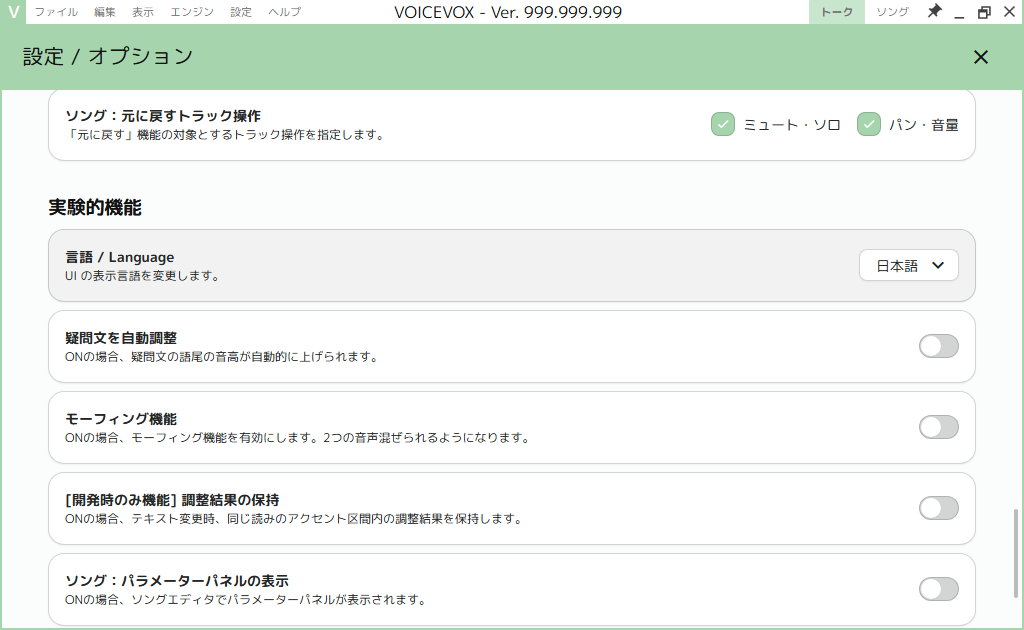 V ファイル 編集 表示 エンジン 設定 ヘルプ VOICEVOX - Ver. 999.999.999 トーク ソング
設定 / オプション
ソング：元に戻すトラック操作
「元に戻す」機能の対象とするトラック操作を指定します。
ミュート・ソロ パン・音量
実験的機能
言語 / Language
UI の表示言語を変更します。
日本語
疑問文を自動調整
ONの場合、疑問文の語尾の音高が自動的に上げられます。
モーフィング機能
ONの場合、モーフィング機能を有効にします。2つの音声混ぜられるようになります。
[開発時のみ機能] 調整結果の保持
ONの場合、テキスト変更時、同じ読みのアクセント区間内の調整結果を保持します。
ソング：パラメーターパネルの表示
ONの場合、ソングエディタでパラメーターパネルが表示されます。